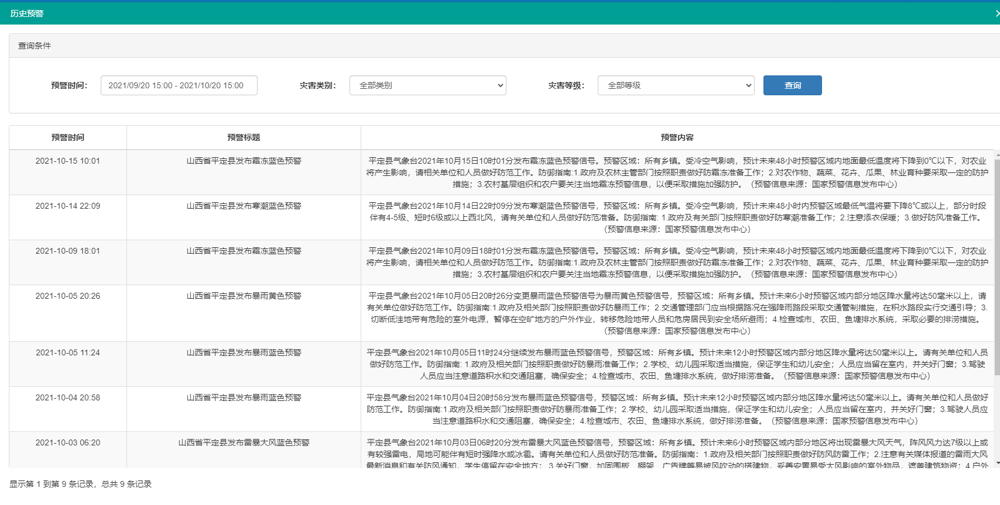 历史预警
查询条件
预警时间： 2021/09/20 15:00 - 2021/10/20 15:00 灾害类别： 全部类别 灾害等级： 全部等级 查询
预警时间 预警标题 预警内容
2021-10-15 10:01 山西省平定县发布霜冻蓝色预警 平定县气象台2021年10月15日10时01分发布霜冻蓝色预警信号。预警区域：所有乡镇。受冷空气影响，预计未来48小时预警区域内地面最低温度将下降到0℃以下，对农业
将产生影响，请相关单位和人员做好防范工作。防御指南:1.政府及农林主管部门按照职责做好防霜冻准备工作；2.对农作物、蔬菜、花卉、瓜果、林业育种要采取一定的防护
措施；3.农村基层组织和农户要关注当地霜冻预警信息，以便采取措施加强防护。（预警信息来源：国家预警信息发布中心）
2021-10-14 22:09 山西省平定县发布寒潮蓝色预警 平定县气象台2021年10月14日22时09分发布寒潮蓝色预警信号，预警区域：所有乡镇。受冷空气影响，预计未来48小时内预警区域最低气温将要下降8℃或以上，部分时段
伴有4-5级、短时6级或以上西北风，请有关单位和人员做好防范准备。防御指南: 1.政府及有关部门按照职责做好防寒潮准备工作；2.注意添衣保暖；3.做好防风准备工作。
（预警信息来源：国家预警信息发布中心）
2021-10-09 18:01 山西省平定县发布霜冻蓝色预警 平定县气象台2021年10月09日18时01分发布霜冻蓝色预警信号。预警区域：所有乡镇。受冷空气影响，预计未来48小时预警区域内地面最低温度将下降到0℃以下，对农业
将产生影响，请相关单位和人员做好防范工作。防御指南:1.政府及农林主管部门按照职责做好防霜冻准备工作；2.对农作物、蔬菜、花卉、瓜果、林业育种要采取一定的防护
措施；3.农村基层组织和农户要关注当地霜冻预警信息，以便采取措施加强防护。（预警信息来源：国家预警信息发布中心）
2021-10-05 20:26 山西省平定县发布暴雨黄色预警 平定县气象台2021年10月05日20时26分变更暴雨蓝色预警信号为暴雨黄色预警信号，预警区域：所有乡镇。预计未来6小时预警区域内部分地区降水量将达50毫米以上，请
有关单位做好防范工作。防御指南:1.政府及相关部门按照职责做好防暴雨工作；2.交通管理部门应当根据路况在强降雨路段采取交通管制措施，在积水路段实行交通引导；3.
切断低洼地带有危险的室外电源，暂停在空旷地方的户外作业，转移危险地带人员和危房居民到安全场所避雨；4.检查城市、农田、鱼塘排水系统，采取必要的排涝措施。
（预警信息来源：国家预警信息发布中心）
2021-10-05 11:24 山西省平定县发布暴雨蓝色预警 平定县气象台2021年10月05日11时24分继续发布暴雨蓝色预警信号，预警区域：所有乡镇。预计未来12小时预警区域内部分地区降水量将达50毫米以上。请有关单位和人员
做好防范工作。防御指南: 1.政府及相关部门按照职责做好防暴雨准备工作；2.学校、幼儿园采取适当措施，保证学生和幼儿安全；人员应当留在室内，并关好门窗；3.驾驶
人员应当注意道路积水和交通阻塞，确保安全；4.检查城市、农田、鱼塘排水系统，做好排涝准备。（预警信息来源：国家预警信息发布中心）
2021-10-04 20:58 山西省平定县发布暴雨蓝色预警 平定县气象台2021年10月04日20时58分发布暴雨蓝色预警信号，预警区域：所有乡镇。预计未来12小时预警区域内部分地区降水量将达50毫米以上。请有关单位和人员做好
防范工作。防御指南:1.政府及相关部门按照职责做好防暴雨准备工作；2.学校、幼儿园采取适当措施，保证学生和幼儿安全；人员应当留在室内，并关好门窗；3.驾驶人员应
当注意道路积水和交通阻塞，确保安全；4.检查城市、农田、鱼塘排水系统，做好排涝准备。（预警信息来源：国家预警信息发布中心）
2021-10-03 06:20 山西省平定县发布雷暴大风蓝色预警 平定县气象台2021年10月03日06时20分发布雷暴大风蓝色预警信号，预警区域：所有乡镇。预计未来6小时预警区域内部分地区将出现雷暴大风天气，阵风风力达7级以上或
有较强雷电，局地可能伴有短时强降水或冰雹。请有关单位和人员做好防范准备。防御指南：1.政府及相关部门按照职责做好防风防雷工作；2.注意有关媒体报道的雷雨大风
最新消息和有关防风通知，学生停留在安全地方； 3.关好门窗，加固围板、棚架、广告牌等易被风吹动的搭建物，妥善安置易受大风影响的室外物品，遮盖建筑物资；4.户外
显示第 1 到第 9 条记录，总共 9 条记录